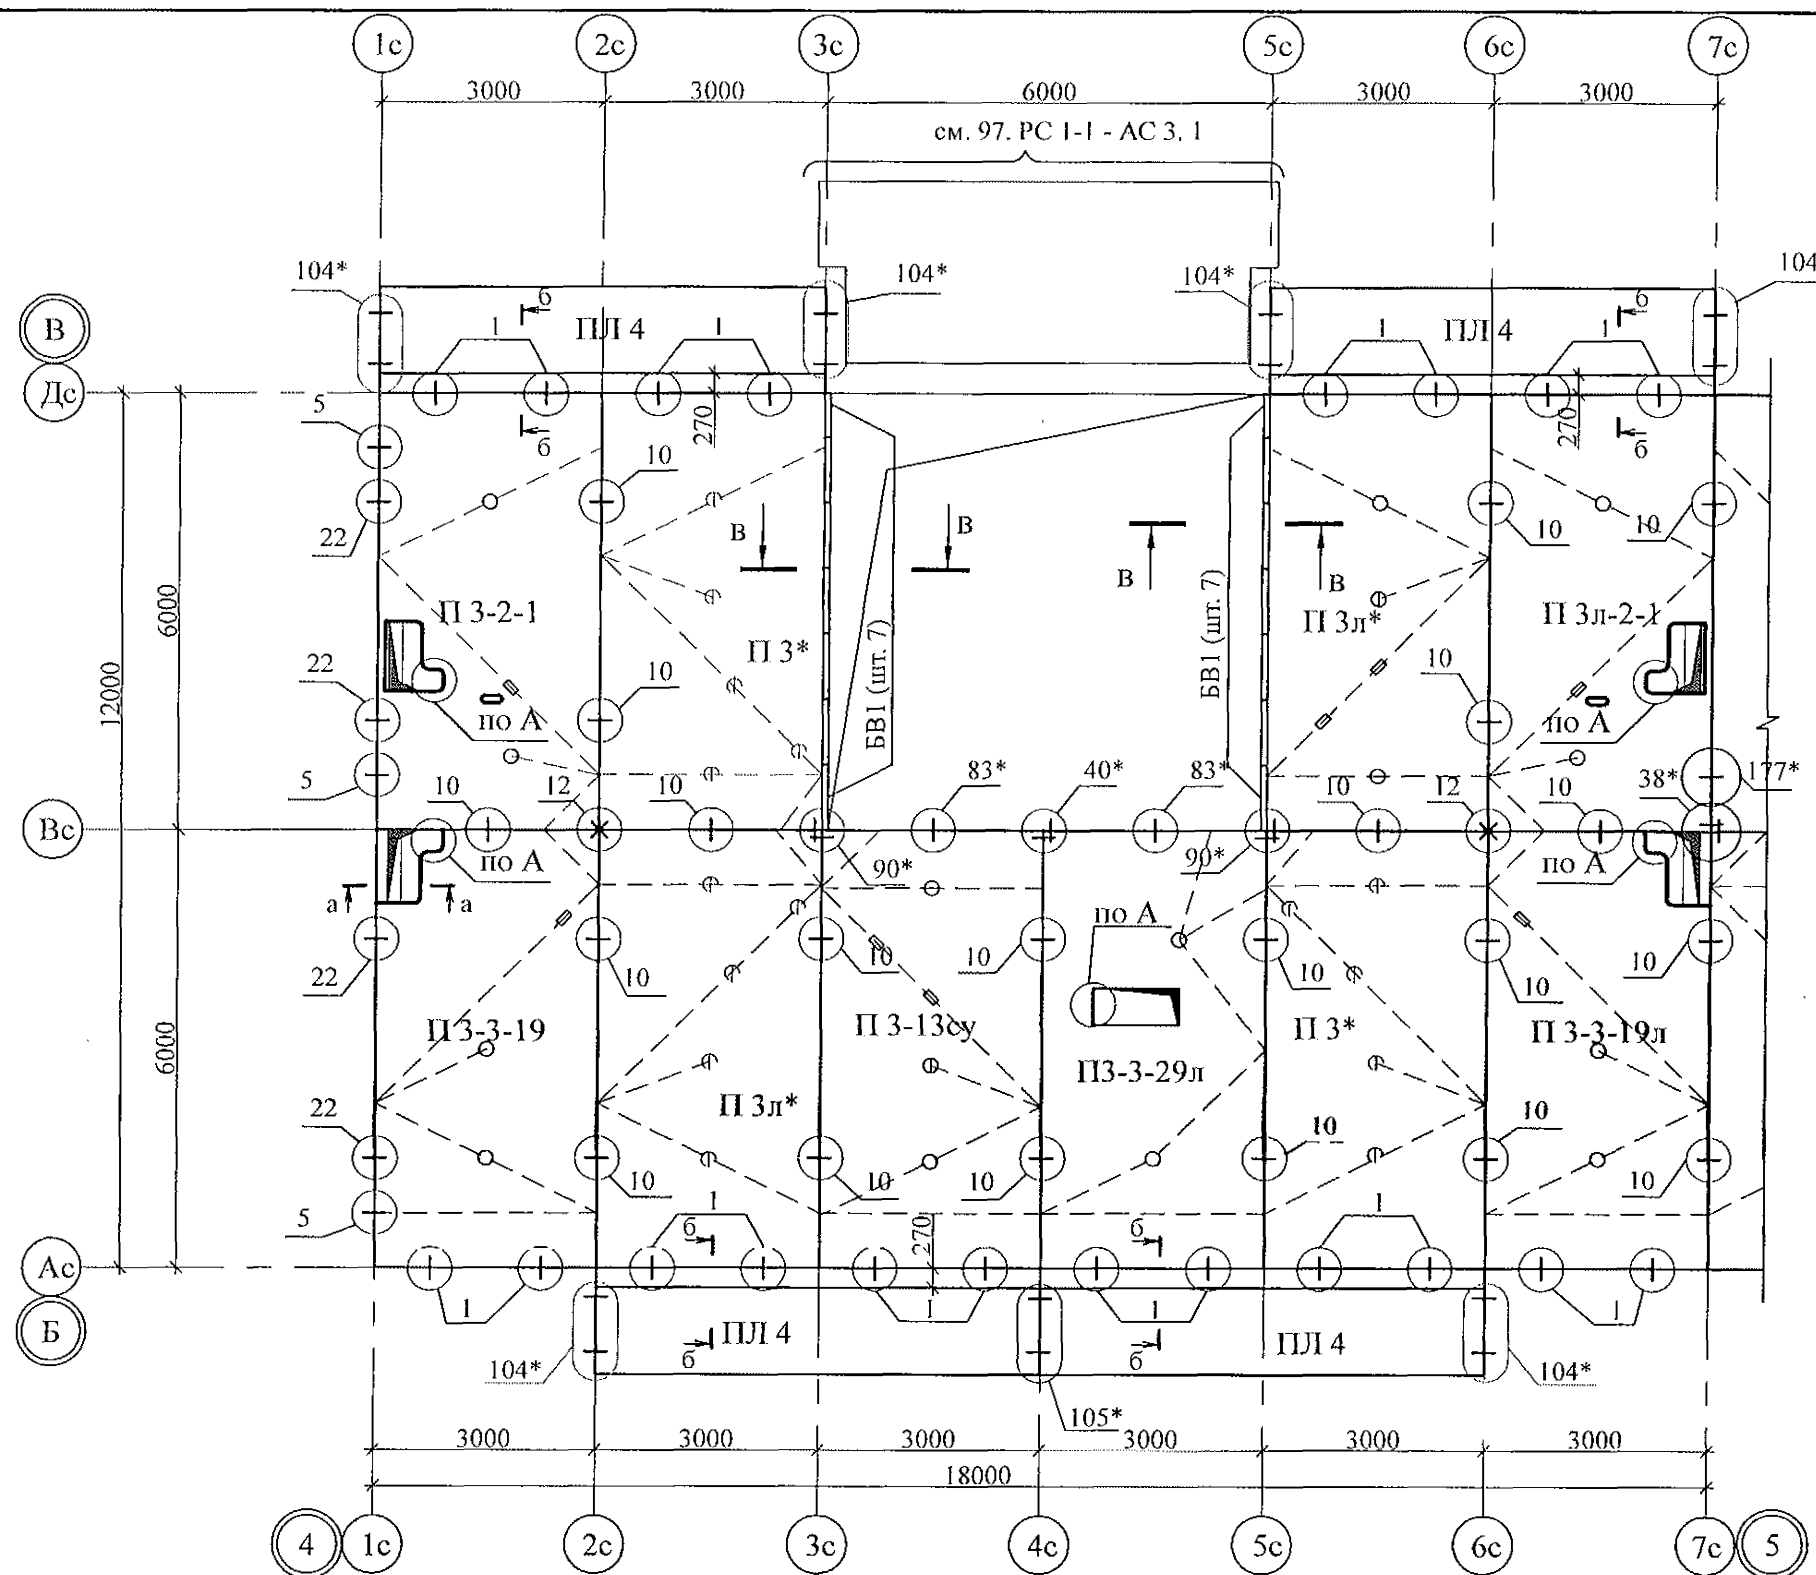 1с 2с 3с 5с 6с 7с
3000 3000 6000 3000 3000
см. 97. РС 1-1 - АС 3. 1
104* 104* 104* 104
В
б б
1 ПЛ 4 1 1 ПЛ 4 1
Дс
270 270
б б
5
10
22 10 10
В В
В В
6000
12000
П 3-2-1 П 3* БВ1 (шт. 7) БВ1 (шт. 7) П 3л* П 3л-2-1
22 10 10
по А по А
5 10 12 10 83* 40* 83* 10 12 10 38* 177*
Вс
по А 90* 90* по А
а а
по А
22 10 10 10 10 10 10
6000
П 3-3-19 П 3л* П 3-13су П3-3-29л П 3* П 3-3-19л
22 10 10
10 10 10 10
5 1 1
б 270 б
Ас
1 1 1 1
Б
ПЛ 4 ПЛ 4
б б
104* 104*
105*
3000 3000 3000 3000 3000 3000
18000
4 1с 2с 3с 4с 5с 6с 7с 5